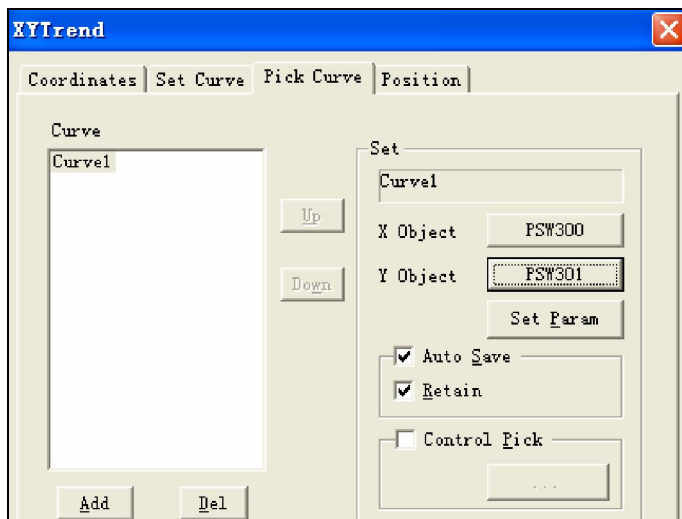 XYTrend
Coordinates Set Curve Pick Curve Position
Curve
Curve1
Up
Down
Add Del
Set
Curve1
X Object PSW300
Y Object PSW301
Set Param
Auto Save
Retain
Control Pick
...